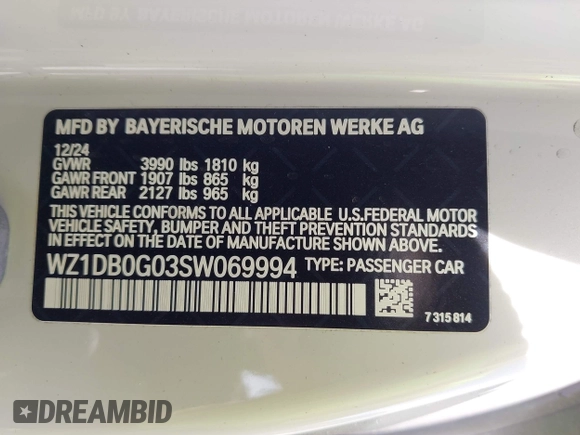 MFD BY BAYERISCHE MOTOREN WERKE AG
12/24
GVWR 3990 lbs 1810 kg
GAWR FRONT 1907 lbs 865 kg
GAWR REAR 2127 lbs 965 kg
THIS VEHICLE CONFORMS TO ALL APPLICABLE U.S.FEDERAL MOTOR
VEHICLE SAFETY, BUMPER AND THEFT PREVENTION STANDARDS IN
EFFECT ON THE DATE OF MANUFACTURE SHOWN ABOVE.
WZ1DB0G03SW069994 TYPE: PASSENGER CAR
7 315 814
DREAMBID